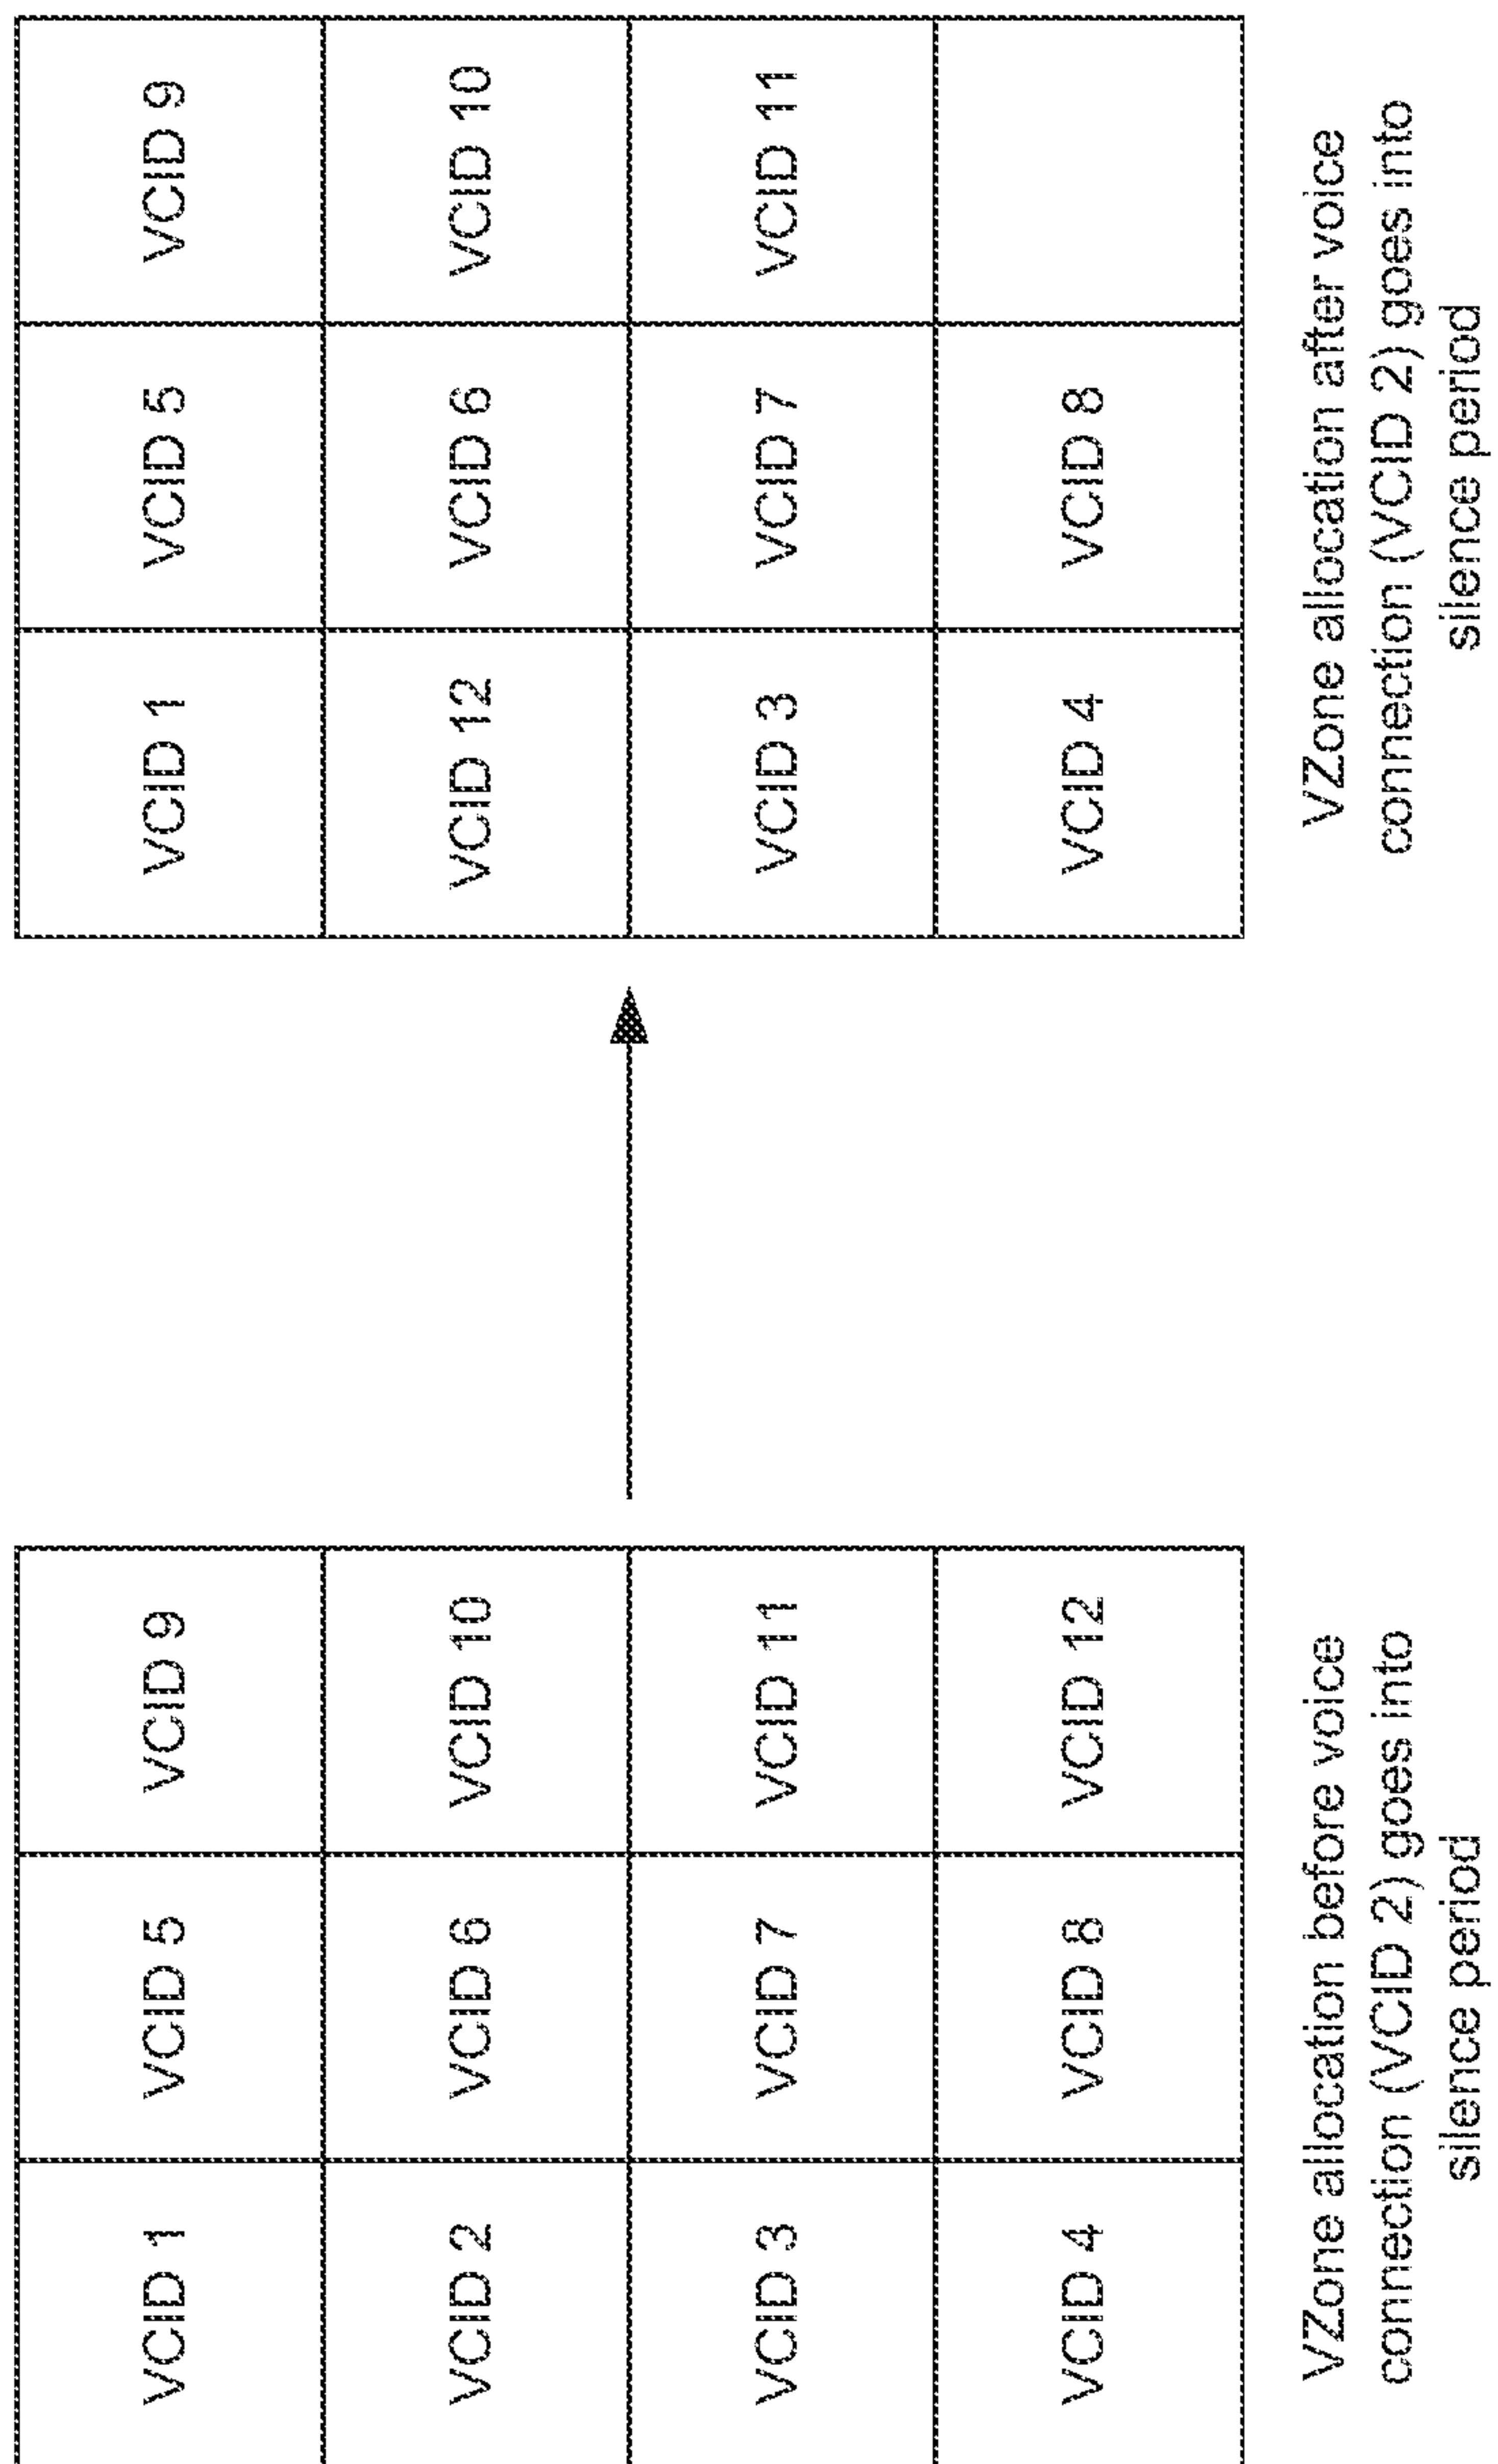 VCID 1
VCID 5
VCID 9
VCID 2
VCID 6
VCID 10
VCID 3
VCID 7
VCID 11
VCID 4
VCID 8
VCID 12
VZone allocation before voice
connection (VCID 2) goes into
silence period
VCID 1
VCID 5
VCID 9
VCID 12
VCID 6
VCID 10
VCID 3
VCID 7
VCID 11
VCID 4
VCID 8
VZone allocation after voice
connection (VCID 2) goes into
silence period